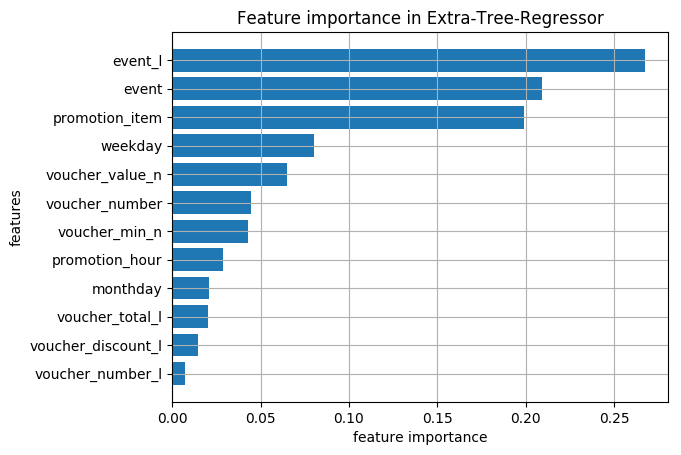 Feature importance in Extra-Tree-Regressor
event_l
event
promotion_item
weekday
voucher_value_n
voucher_number
voucher_min_n
promotion_hour
monthday
voucher_total_l
voucher_discount_l
voucher_number_l
features
0.00 0.05 0.10 0.15 0.20 0.25
feature importance